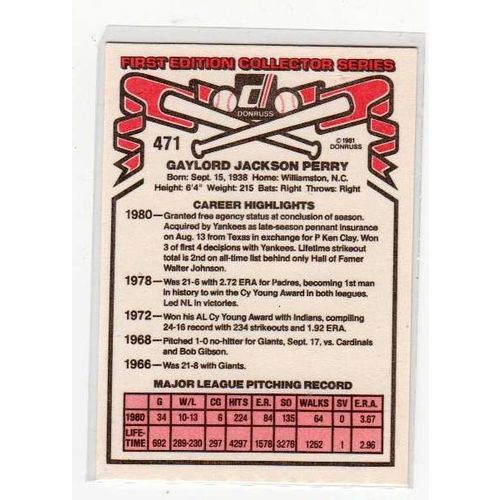 FIRST EDITION COLLECTOR SERIES
DONRUSS
471
© 1981
DONRUSS
GAYLORD JACKSON PERRY
Born: Sept. 15, 1938 Home: Williamston, N.C.
Height: 6'4" Weight: 215 Bats: Right Throws: Right
CAREER HIGHLIGHTS
1980—Granted free agency status at conclusion of season.
Acquired by Yankees as late-season pennant insurance
on Aug. 13 from Texas in exchange for P Ken Clay. Won
3 of first 4 decisions with Yankees. Lifetime strikeout
total is 2nd on all-time list behind only Hall of Famer
Walter Johnson.
1978—Was 21-6 with 2.72 ERA for Padres, becoming 1st man
in history to win the Cy Young Award in both leagues.
Led NL in victories.
1972—Won his AL Cy Young Award with Indians, compiling
24-16 record with 234 strikeouts and 1.92 ERA.
1968—Pitched 1-0 no-hitter for Giants, Sept. 17, vs. Cardinals
and Bob Gibson.
1966—Was 21-8 with Giants.
MAJOR LEAGUE PITCHING RECORD
G W/L CG HITS E.R. SO WALKS SV E.R.A.
1980 34 10-13 6 224 84 135 64 0 3.67
LIFE-
TIME 692 289-230 297 4297 1578 3276 1252 1 2.96